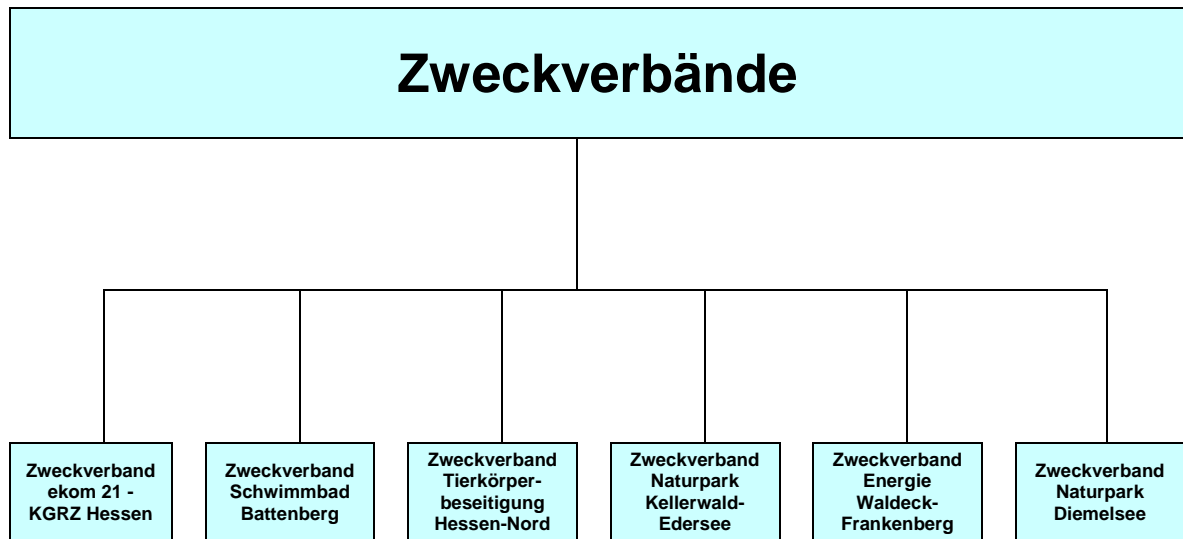 Zweckverbände
Zweckverband
ekom 21 -
KGRZ Hessen
Zweckverband
Schwimmbad
Battenberg
Zweckverband
Tierkörper-
beseitigung
Hessen-Nord
Zweckverband
Naturpark
Kellerwald-
Edersee
Zweckverband
Energie
Waldeck-
Frankenberg
Zweckverband
Naturpark
Diemelsee